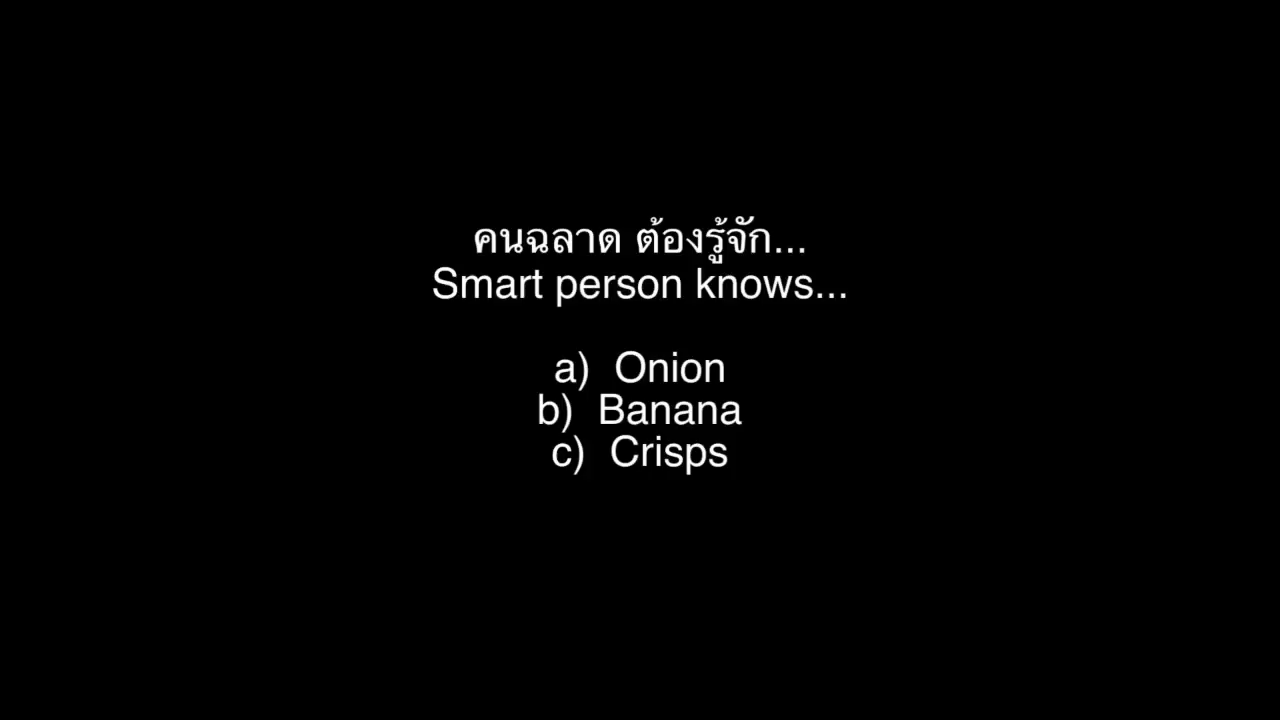 คนฉลาด ต้องรู้จัก...
Smart person knows...
a) Onion
b) Banana
c) Crisps